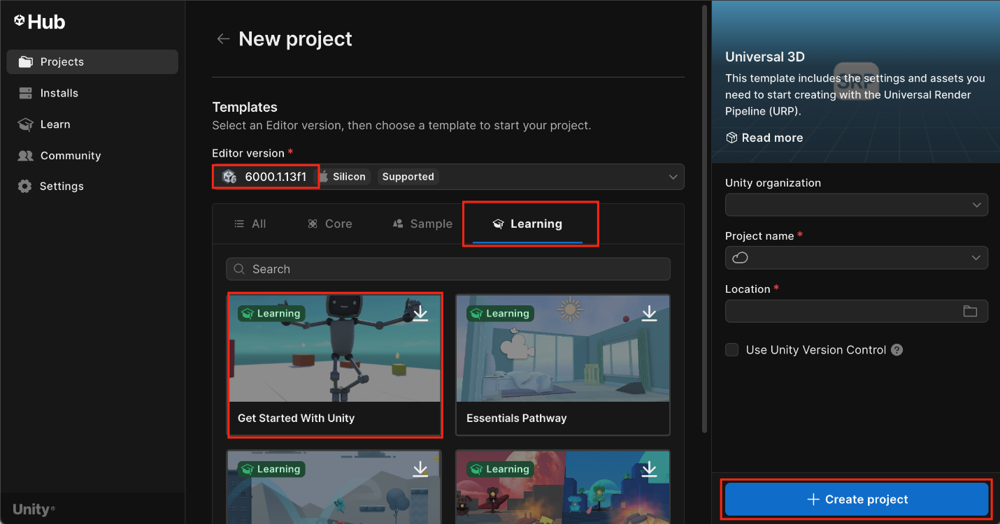 Hub
Projects
Installs
Learn
Community
Settings
Unity®
New project
Templates
Select an Editor version, then choose a template to start your project.
Editor version *
6000.1.13f1 Silicon Supported
All Core Sample Learning
Search
Learning
Get Started With Unity
Learning
Essentials Pathway
Learning
Learning
SRP
Universal 3D
This template includes the settings and assets you
need to start creating with the Universal Render
Pipeline (URP).
Read more
Unity organization
Project name *
Location *
Use Unity Version Control ?
+ Create project